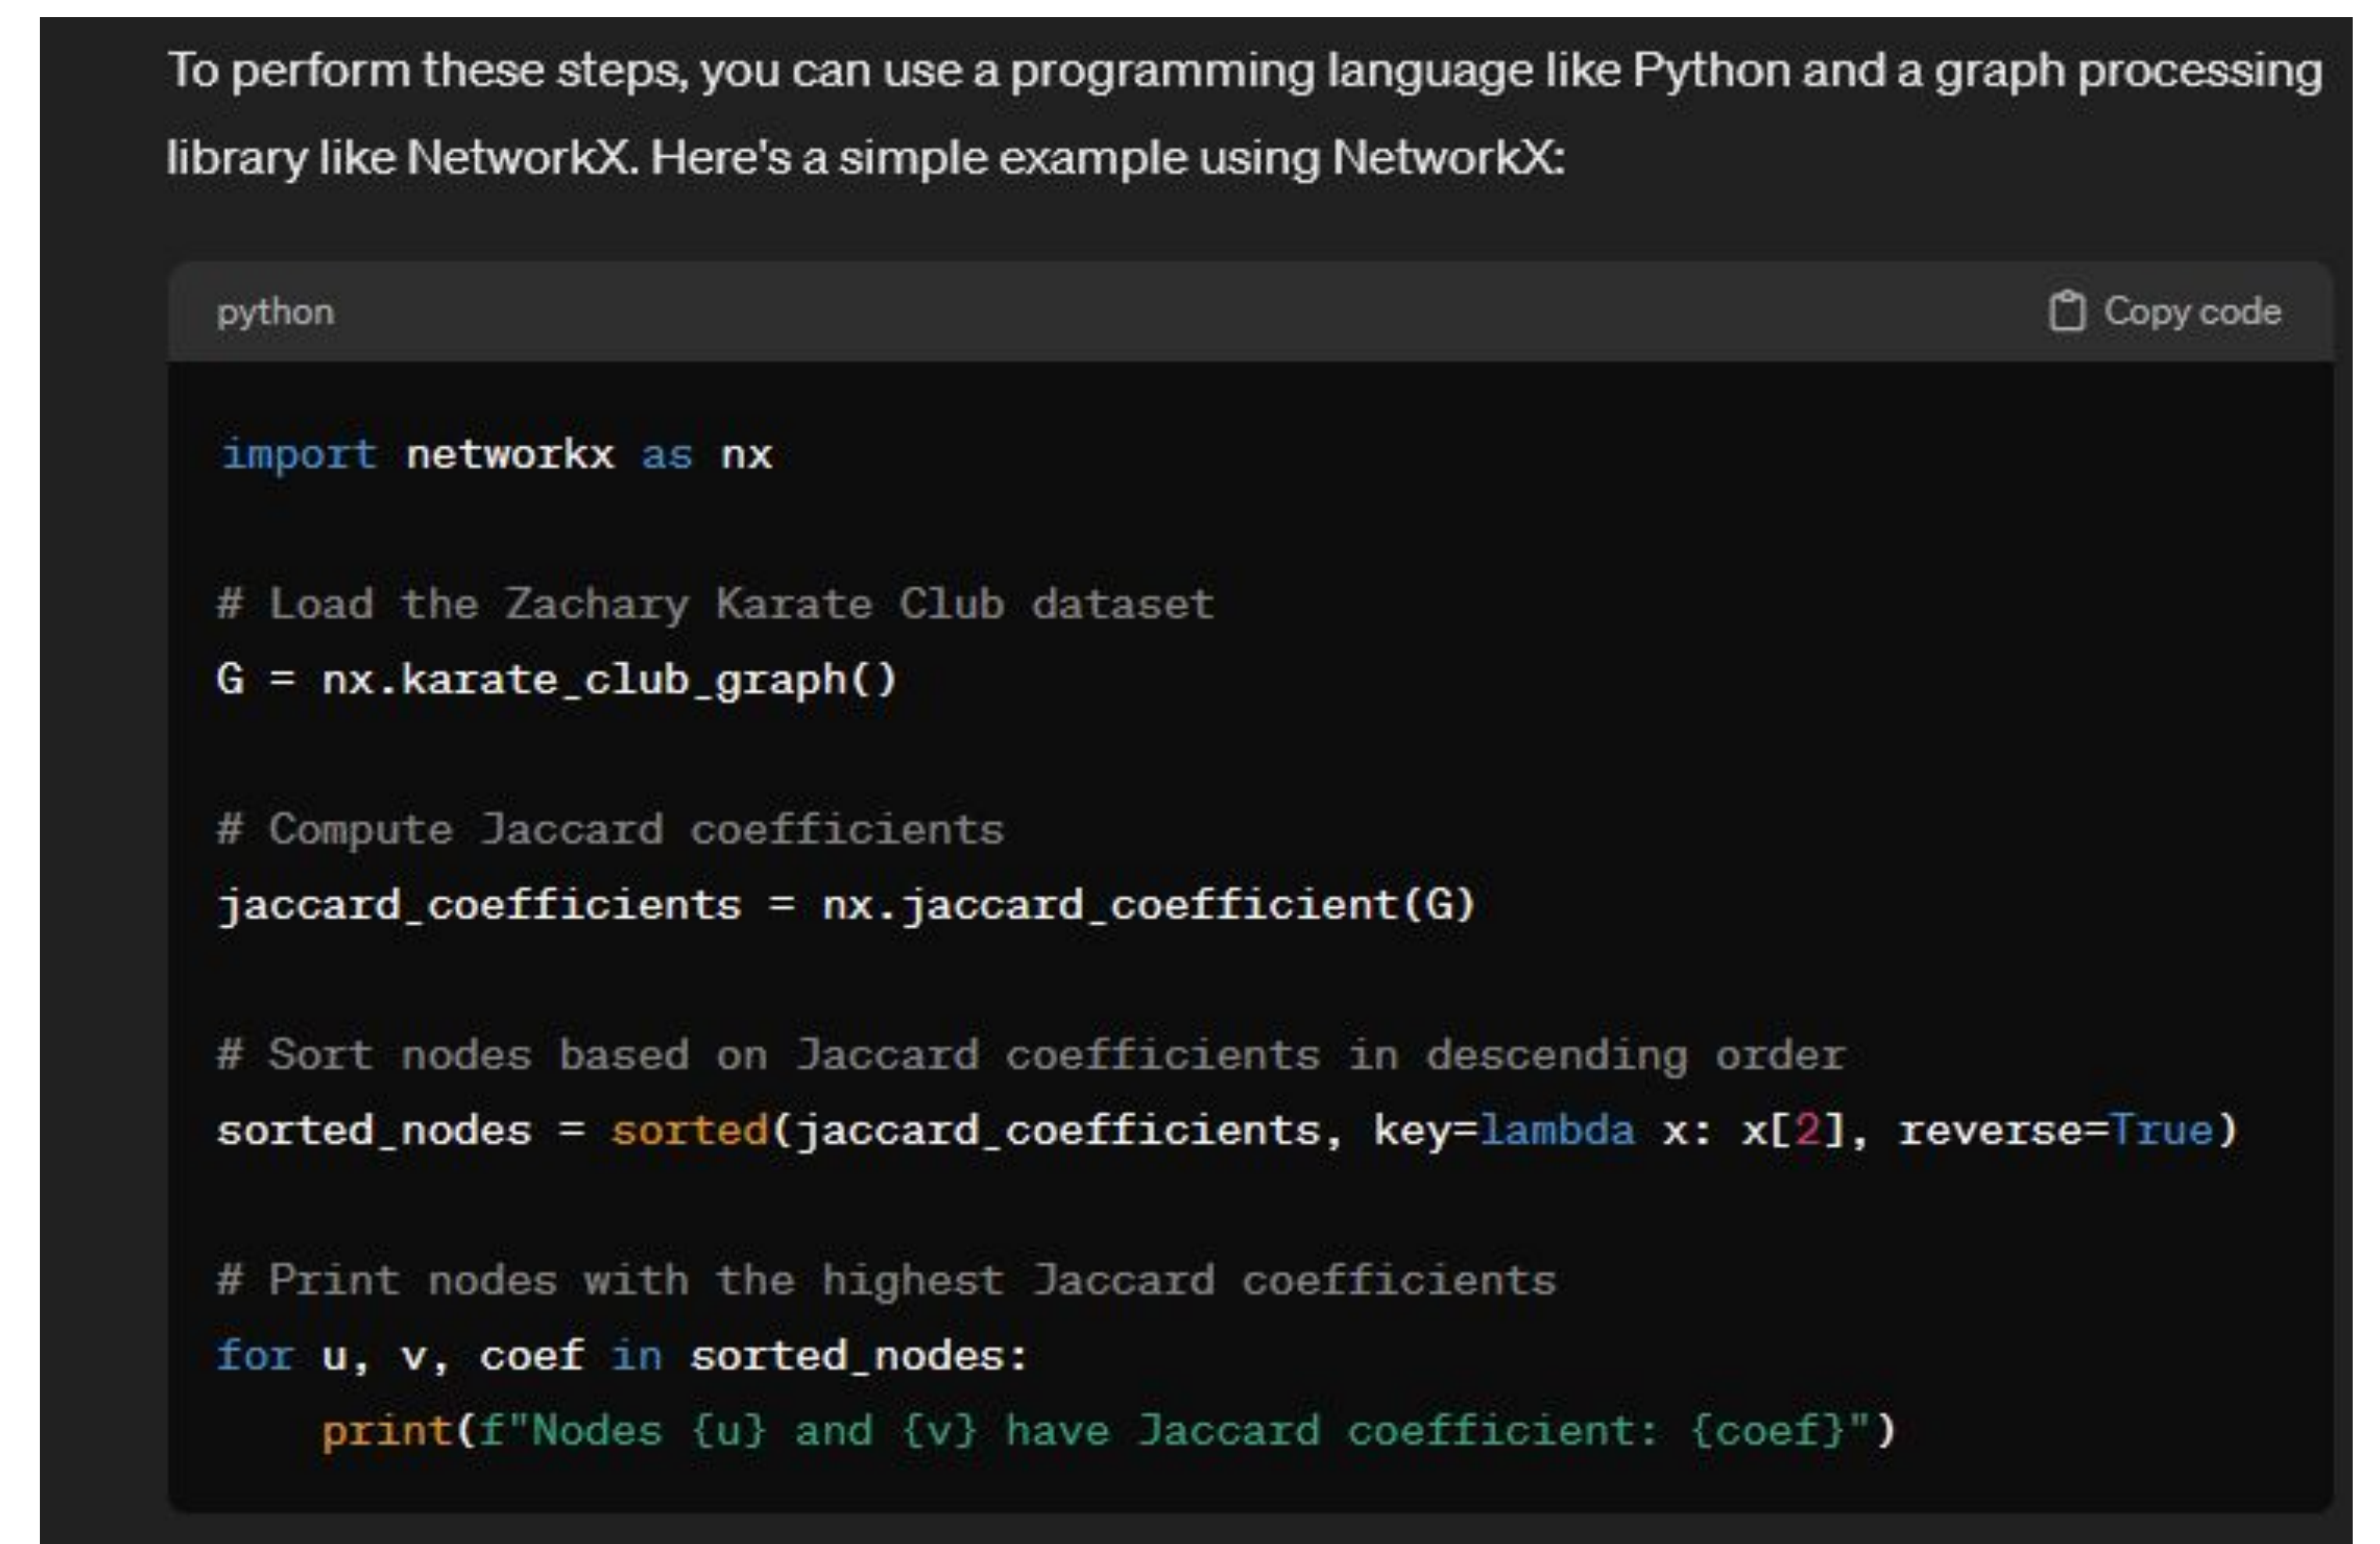 To perform these steps, you can use a programming language like Python and a graph processing
library like NetworkX. Here's a simple example using NetworkX:
python
Copy code
import networkx as nx
# Load the Zachary Karate Club dataset
G = nx.karate_club_graph()
# Compute Jaccard coefficients
jaccard_coefficients = nx.jaccard_coefficient(G)
# Sort nodes based on Jaccard coefficients in descending order
sorted_nodes = sorted(jaccard_coefficients, key=lambda x: x[2], reverse=True)
# Print nodes with the highest Jaccard coefficients
for u, v, coef in sorted_nodes:
    print(f"Nodes {u} and {v} have Jaccard coefficient: {coef}")